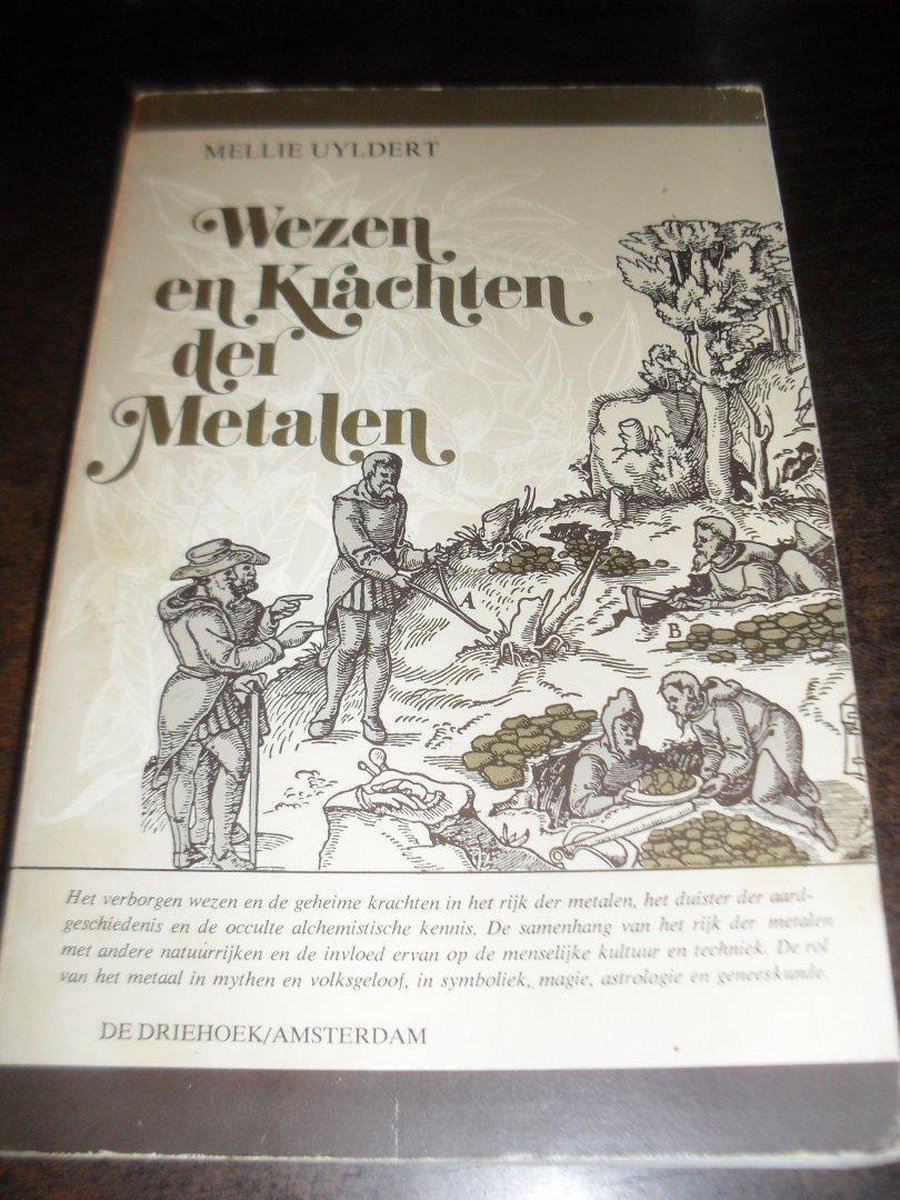 MELLIE UYLDERT
Wezen
en Krachten
der
Metalen
A
B
Het verborgen wezen en de geheime krachten in het rijk der metalen, het duister der aard-
geschiedenis en de occulte alchemistische kennis. De samenhang van het rijk der metalen
met andere natuurrijken en de invloed ervan op de menselijke kultuur en techniek. De rol
van het metaal in mythen en volksgeloof, in symboliek, magie, astrologie en geneeskunde.
DE DRIEHOEK/AMSTERDAM